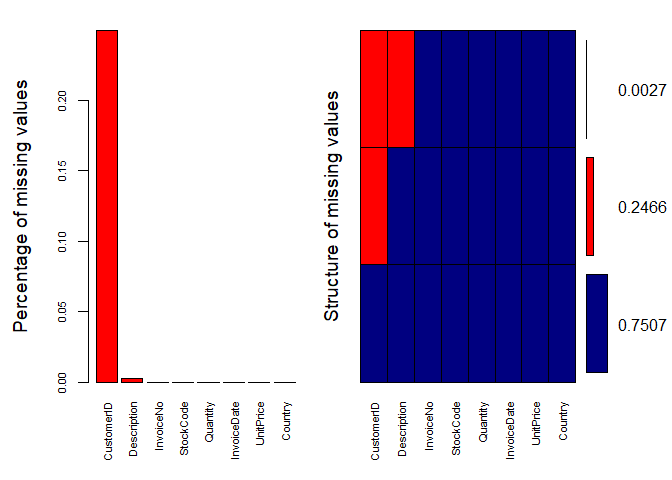 Percentage of missing values
0.20
0.15
0.10
0.05
0.00
CustomerID
Description
InvoiceNo
StockCode
Quantity
InvoiceDate
UnitPrice
Country
Structure of missing values
CustomerID
Description
InvoiceNo
StockCode
Quantity
InvoiceDate
UnitPrice
Country
0.0027
0.2466
0.7507